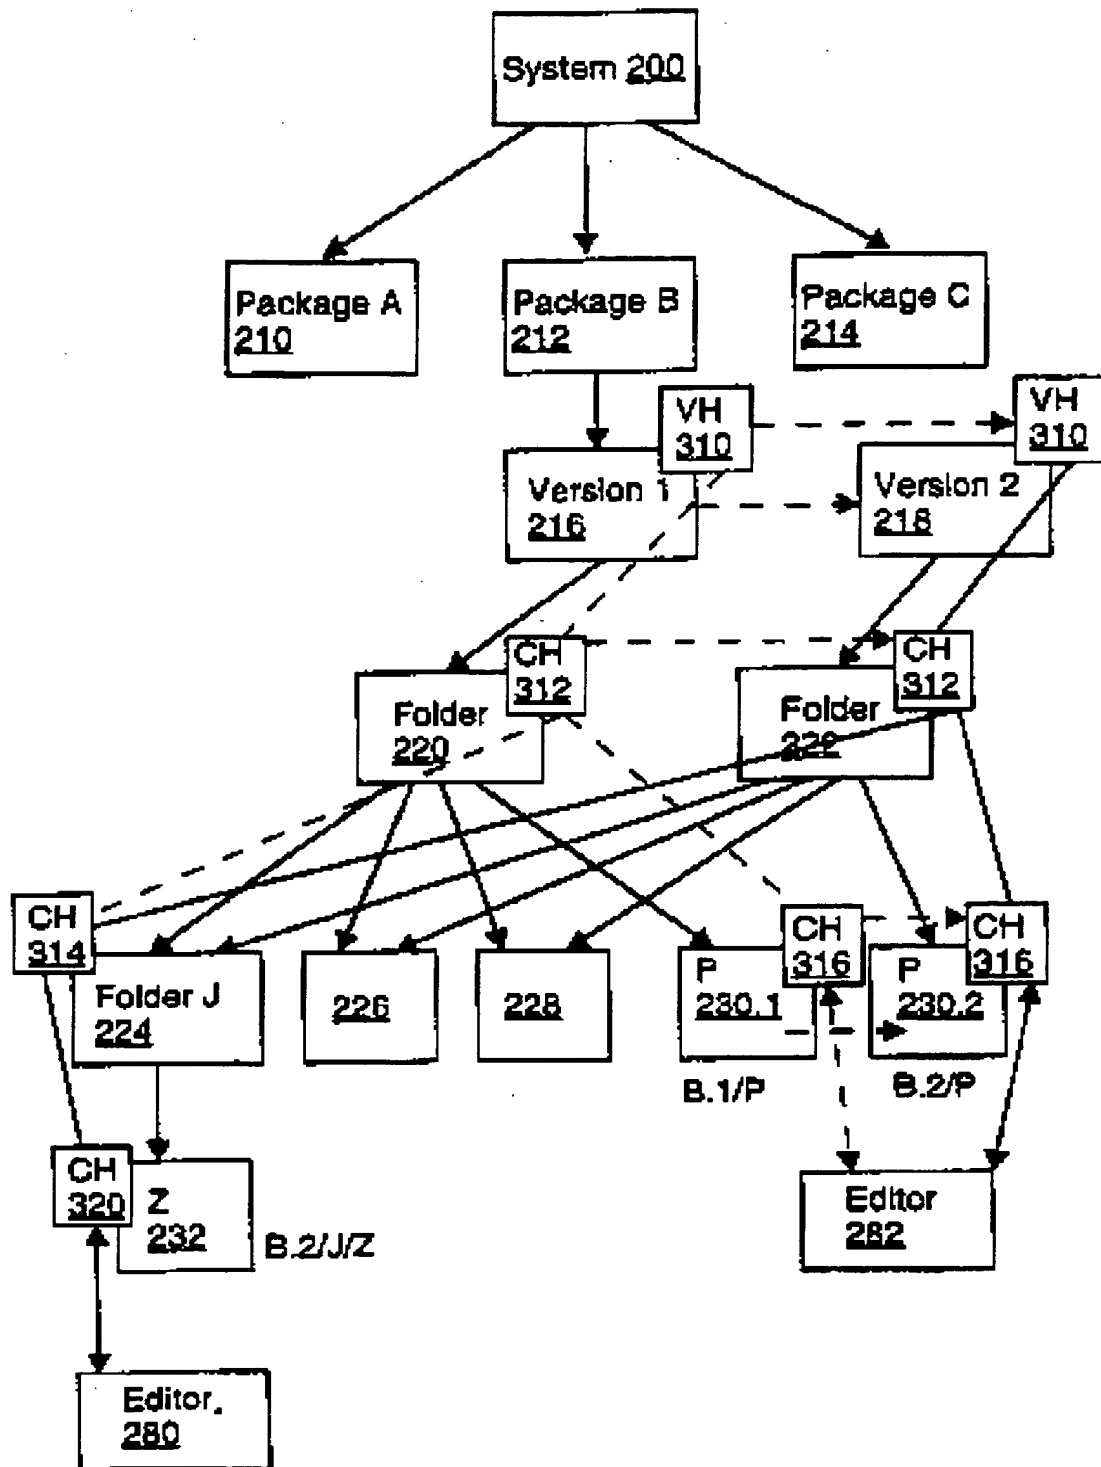 System 200
Package A
210
Package B
212
Package C
214
VH
310
VH
310
Version 1
216
Version 2
218
CH
312
CH
312
Folder
220
Folder
222
CH
314
Folder J
224
226
228
CH
316
P
230.1
CH
316
P
230.2
B.1/P
B.2/P
CH
320
Z
232
B.2/J/Z
Editor
282
Editor
280